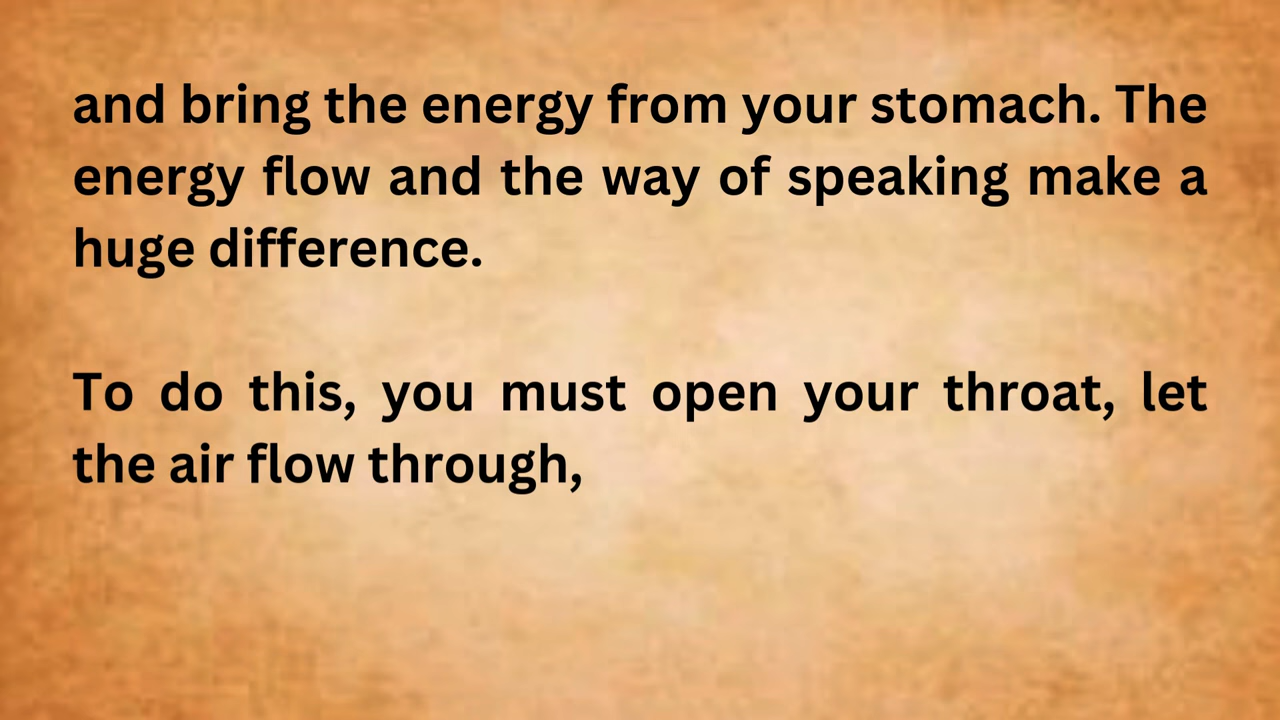 and bring the energy from your stomach. The
energy flow and the way of speaking make a
huge difference.
To do this, you must open your throat, let
the air flow through,